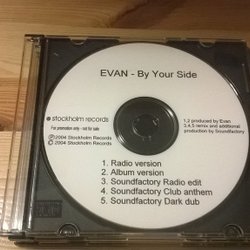 EVAN - By Your Side
stockholm records
For promotion only - not for sale
℗2004 Stockholm Records
©2004 Stockholm Records
1,2 produced by Evan
3,4,5 remix and additional
production by Soundfactory
1. Radio version
2. Album version
3. Soundfactory Radio edit
4. Soundfactory Club anthem
5. Soundfactory Dark dub